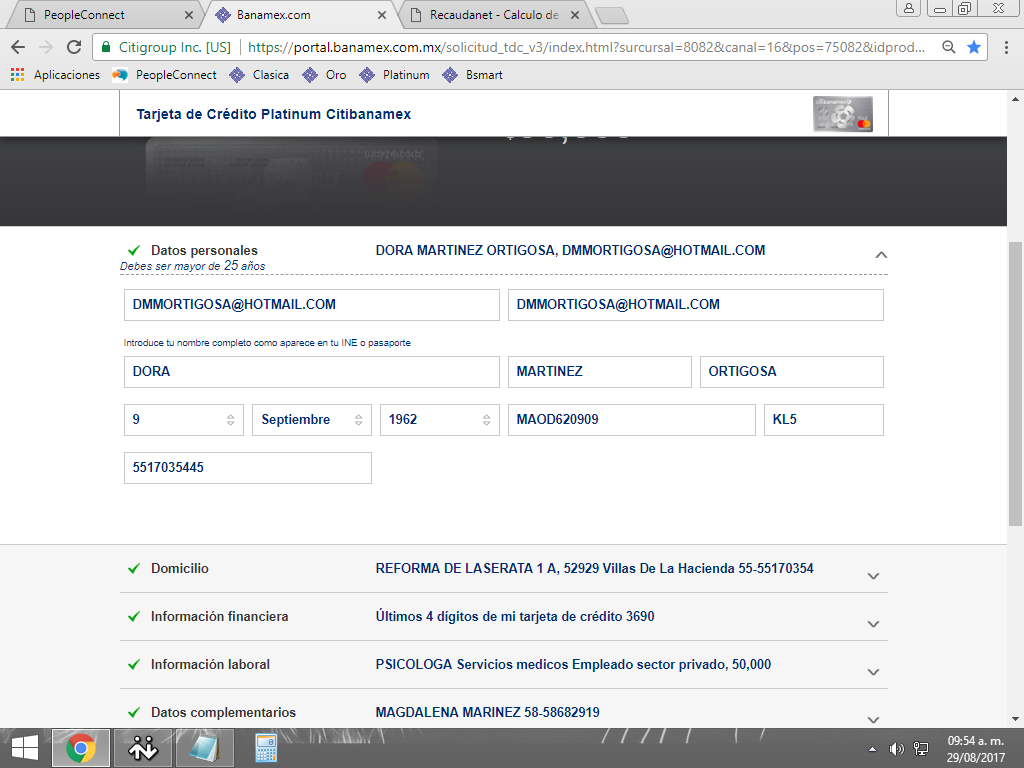 PeopleConnect
Banamex.com
Recaudanet - Calculo de
Citigroup Inc. [US] https://portal.banamex.com.mx/solicitud_tdc_v3/index.html?surcursal=8082&canal=16&pos=75082&idprod...
Aplicaciones PeopleConnect Clasica Oro Platinum Bsmart
Tarjeta de Crédito Platinum Citibanamex
Datos personales DORA MARTINEZ ORTIGOSA, DMMORTIGOSA@HOTMAIL.COM
Debes ser mayor de 25 años
DMMORTIGOSA@HOTMAIL.COM DMMORTIGOSA@HOTMAIL.COM
Introduce tu nombre completo como aparece en tu INE o pasaporte
DORA MARTINEZ ORTIGOSA
9 Septiembre 1962 MAOD620909 KL5
5517035445
Domicilio REFORMA DE LASERATA 1 A, 52929 Villas De La Hacienda 55-55170354
Información financiera Últimos 4 dígitos de mi tarjeta de crédito 3690
Información laboral PSICOLOGA Servicios medicos Empleado sector privado, 50,000
Datos complementarios MAGDALENA MARINEZ 58-58682919
09:54 a. m.
29/08/2017